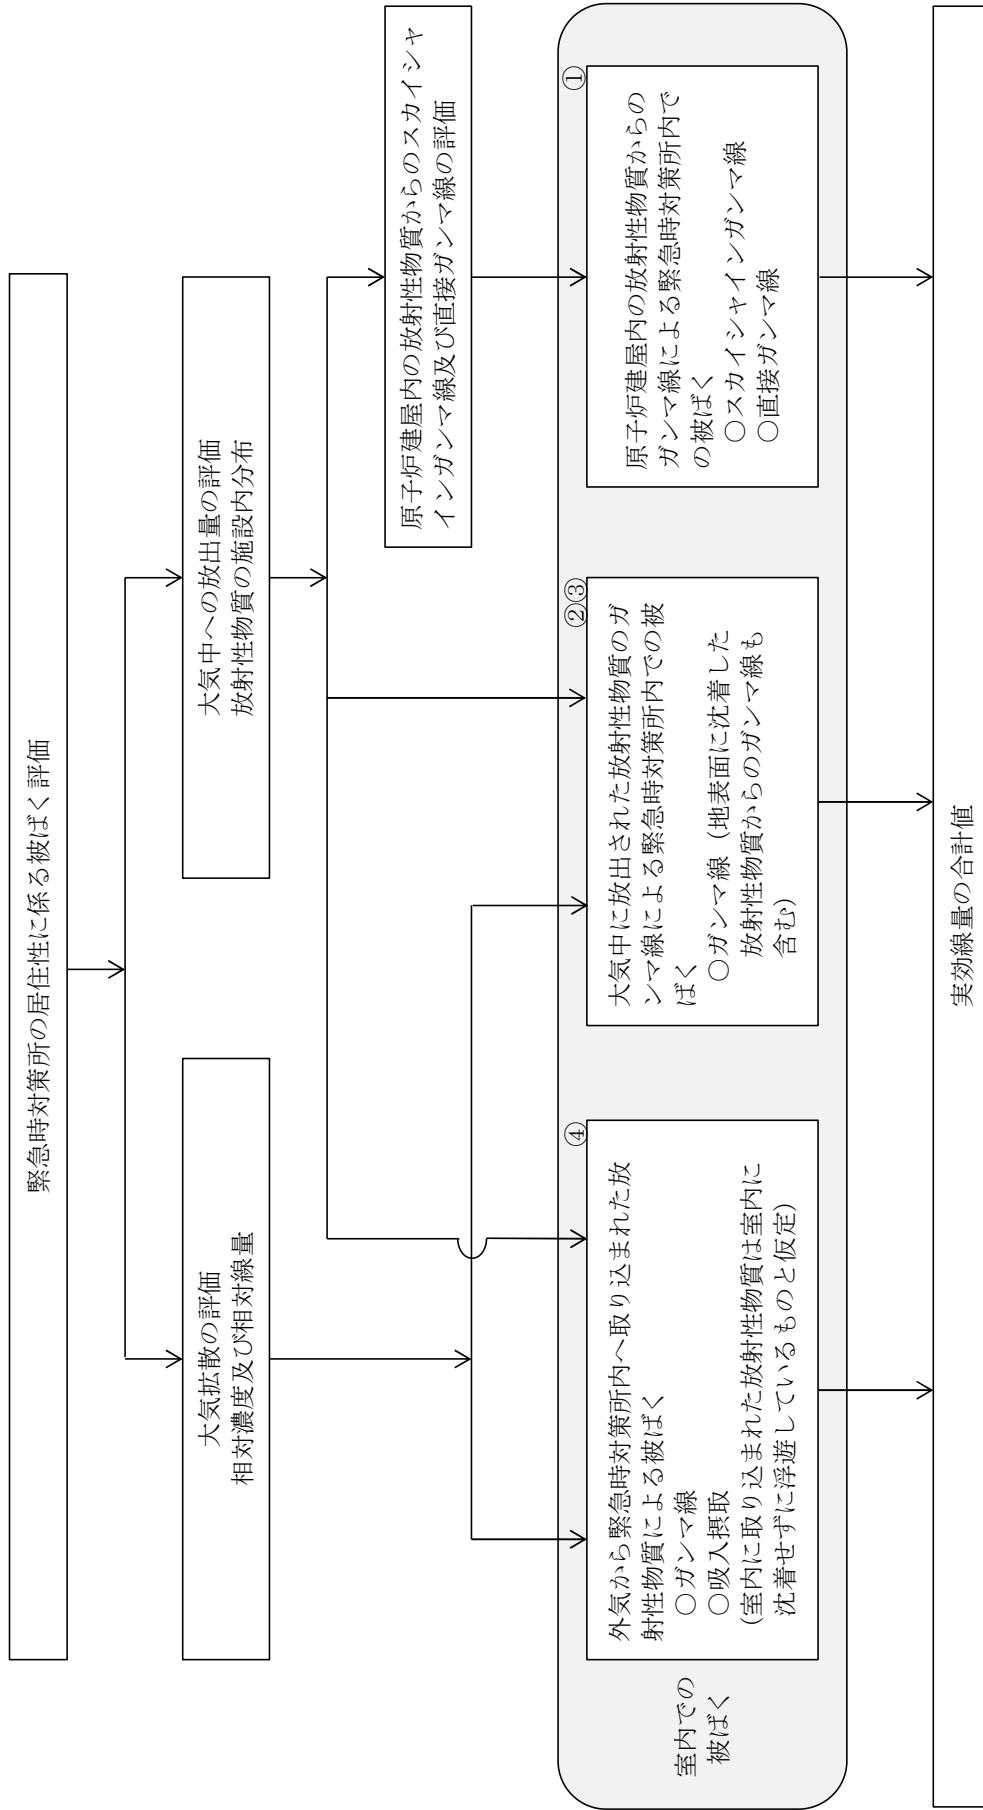 緊急時対策所の居住性に係る被ばく評価
大気拡散の評価
相対濃度及び相対線量
大気中への放出量の評価
放射性物質の施設内分布
原子炉建屋内の放射性物質からのスカイシャ
インガンマ線及び直接ガンマ線の評価
室内での
被ばく
④
外気から緊急時対策所内へ取り込まれた放
射性物質による被ばく
○ガンマ線
○吸入摂取
(室内に取り込まれた放射性物質は室内に
沈着せずに浮遊しているものと仮定)
②③
大気中に放出された放射性物質のガ
ンマ線による緊急時対策所内での被
ばく
○ガンマ線（地表面に沈着した
放射性物質からのガンマ線も
含む）
①
原子炉建屋内の放射性物質からの
ガンマ線による緊急時対策所内で
の被ばく
○スカイシャインガンマ線
○直接ガンマ線
実効線量の合計値